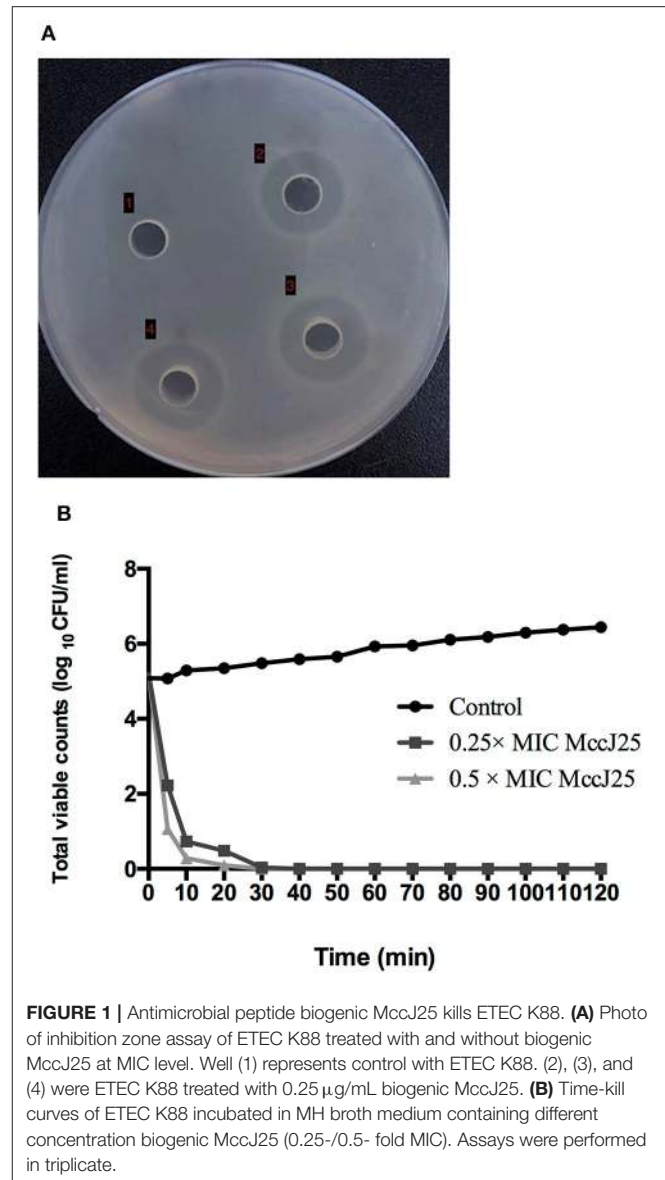 A
2
1
3
4
B
Total viable counts (log 10 CFU/ml)
8
6
4
2
0
Control
0.25× MIC MccJ25
0.5 × MIC MccJ25
0 10 20 30 40 50 60 70 80 90 100110120
Time (min)
FIGURE 1 | Antimicrobial peptide biogenic MccJ25 kills ETEC K88. (A) Photo
of inhibition zone assay of ETEC K88 treated with and without biogenic
MccJ25 at MIC level. Well (1) represents control with ETEC K88. (2), (3), and
(4) were ETEC K88 treated with 0.25 μg/mL biogenic MccJ25. (B) Time-kill
curves of ETEC K88 incubated in MH broth medium containing different
concentration biogenic MccJ25 (0.25-/0.5- fold MIC). Assays were performed
in triplicate.